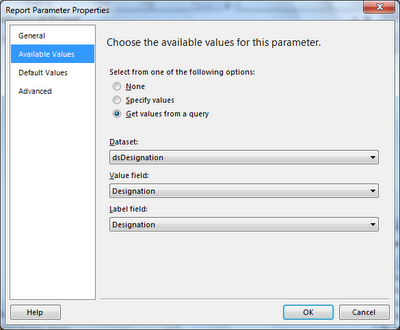 Report Parameter Properties
General
Available Values
Default Values
Advanced
Choose the available values for this parameter.
Select from one of the following options:
None
Specify values
Get values from a query
Dataset:
dsDesignation
Value field:
Designation
Label field:
Designation
Help
OK
Cancel